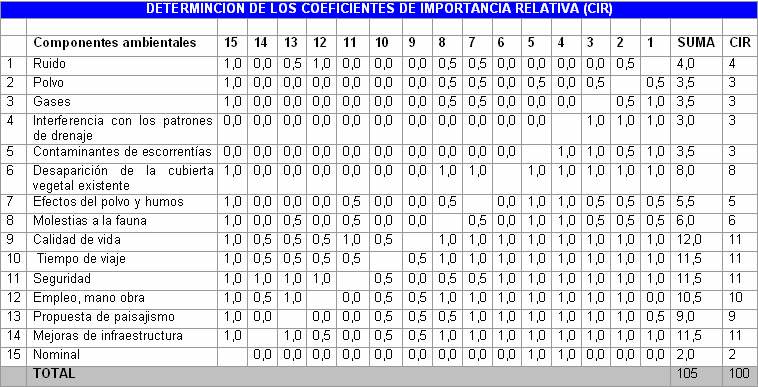 DETERMINCION DE LOS COEFICIENTES DE IMPORTANCIA RELATIVA (CIR)
Componentes ambientales 15 14 13 12 11 10 9 8 7 6 5 4 3 2 1 SUMA CIR
1 Ruido 1,0 0,0 0,5 1,0 0,0 0,0 0,0 0,5 0,5 0,0 0,0 0,0 0,0 0,5 4,0 4
2 Polvo 1,0 0,0 0,0 0,0 0,0 0,0 0,0 0,5 0,5 0,0 0,5 0,0 0,5 0,5 3,5 3
3 Gases 1,0 0,0 0,0 0,0 0,0 0,0 0,0 0,5 0,5 0,0 0,0 0,0 0,5 1,0 3,5 3
4 Interferencia con los patrones de drenaje 0,0 0,0 0,0 0,0 0,0 0,0 0,0 0,0 0,0 0,0 0,0 1,0 1,0 1,0 3,0 3
5 Contaminantes de escorrentías 0,0 0,0 0,0 0,0 0,0 0,0 0,0 0,0 0,0 0,0 1,0 1,0 0,5 1,0 3,5 3
6 Desaparición de la cubierta vegetal existente 1,0 0,0 0,0 0,0 0,0 0,0 0,0 1,0 1,0 1,0 1,0 1,0 1,0 1,0 8,0 8
7 Efectos del polvo y humos 1,0 0,0 0,0 0,0 0,5 0,0 0,0 0,5 0,0 1,0 1,0 0,5 0,5 0,5 5,5 5
8 Molestias a la fauna 1,0 0,0 0,5 0,0 0,5 0,0 0,0 0,5 0,0 1,0 1,0 0,5 0,5 0,5 6,0 6
9 Calidad de vida 1,0 0,5 0,5 0,5 1,0 0,5 1,0 1,0 1,0 1,0 1,0 1,0 1,0 1,0 12,0 11
10 Tiempo de viaje 1,0 0,5 0,5 0,5 0,5 0,5 1,0 1,0 1,0 1,0 1,0 1,0 1,0 1,0 11,5 11
11 Seguridad 1,0 1,0 1,0 1,0 0,5 0,0 0,5 0,5 1,0 1,0 1,0 1,0 1,0 1,0 11,5 11
12 Empleo, mano obra 1,0 0,5 1,0 0,0 0,5 0,5 1,0 1,0 1,0 1,0 1,0 1,0 1,0 0,0 10,5 10
13 Propuesta de paisajismo 1,0 0,0 0,0 0,0 0,5 0,5 1,0 1,0 1,0 1,0 1,0 1,0 1,0 0,5 9,0 9
14 Mejoras de infraestructura 1,0 1,0 0,5 0,0 0,5 0,5 1,0 1,0 1,0 1,0 1,0 1,0 1,0 1,0 11,5 11
15 Nominal 0,0 0,0 0,0 0,0 0,0 0,0 0,0 0,0 0,0 1,0 1,0 0,0 0,0 0,0 2,0 2
TOTAL 105 100